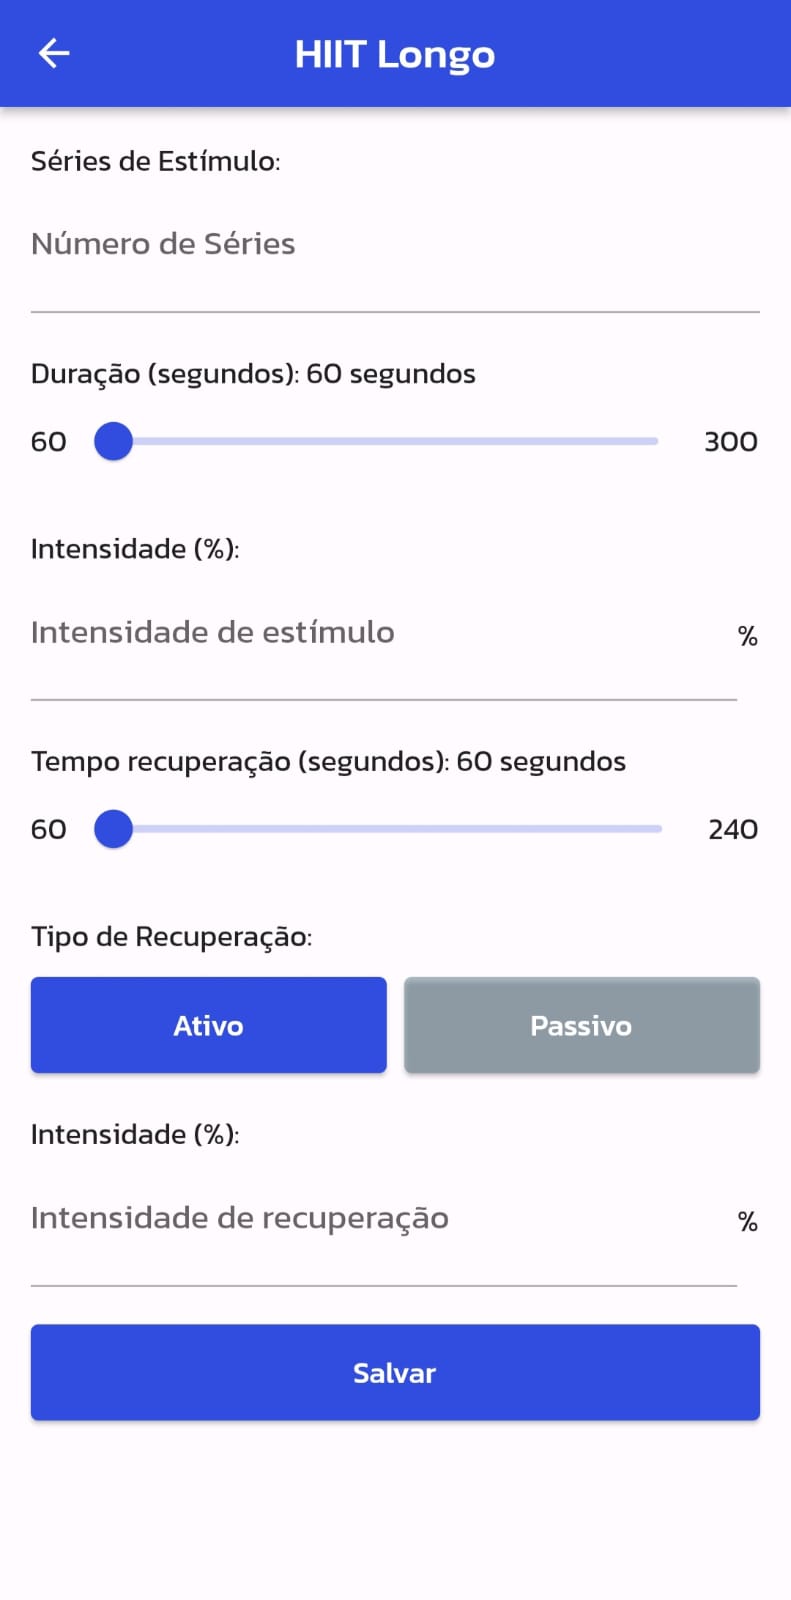 HIIT Longo
Séries de Estímulo:
Número de Séries
Duração (segundos): 60 segundos
60 300
Intensidade (%):
Intensidade de estímulo %
Tempo recuperação (segundos): 60 segundos
60 240
Tipo de Recuperação:
Ativo Passivo
Intensidade (%):
Intensidade de recuperação %
Salvar